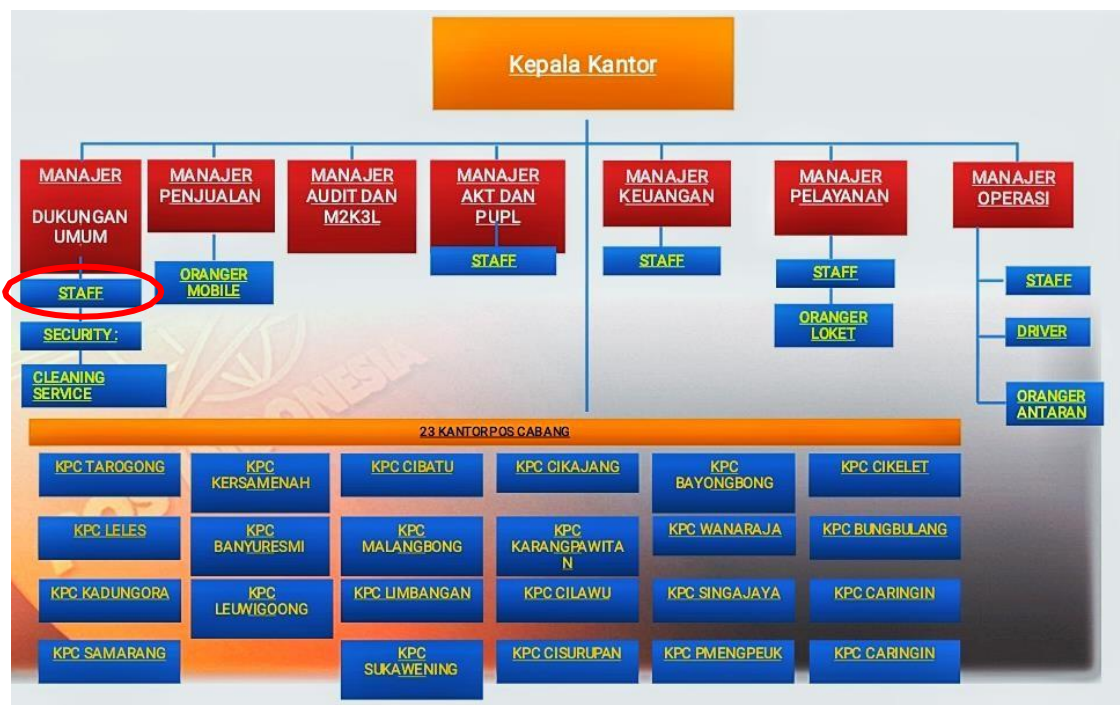 Kepala Kantor
MANAJER
DUKUNGAN
UMUM
MANAJER
PENJUALAN
MANAJER
AUDIT DAN
M2K3L
MANAJER
AKT DAN
PUPL
MANAJER
KEUANGAN
MANAJER
PELAYANAN
MANAJER
OPERASI
STAFF
SECURITY :
CLEANING
SERVICE
ORANGER
MOBILE
STAFF
STAFF
STAFF
ORANGER
LOKET
STAFF
DRIVER
ORANGER
ANTARAN
23 KANTORPOS CABANG
KPC TAROGONG
KPC
KERSAMENAH
KPC CIBATU
KPC CIKAJANG
KPC
BAYONGBONG
KPC CIKELET
KPC LELES
KPC
BANYURESMI
KPC
MALANGBONG
KPC
KARANGPAWITA
N
KPC WANARAJA
KPC BUNGBULANG
KPC KADUNGORA
KPC
LEUWIGOONG
KPC LIMBANGAN
KPC CILAWU
KPC SINGAJAYA
KPC CARINGIN
KPC SAMARANG
KPC
SUKAWENING
KPC CISURUPAN
KPC PMENGPEUK
KPC CARINGIN